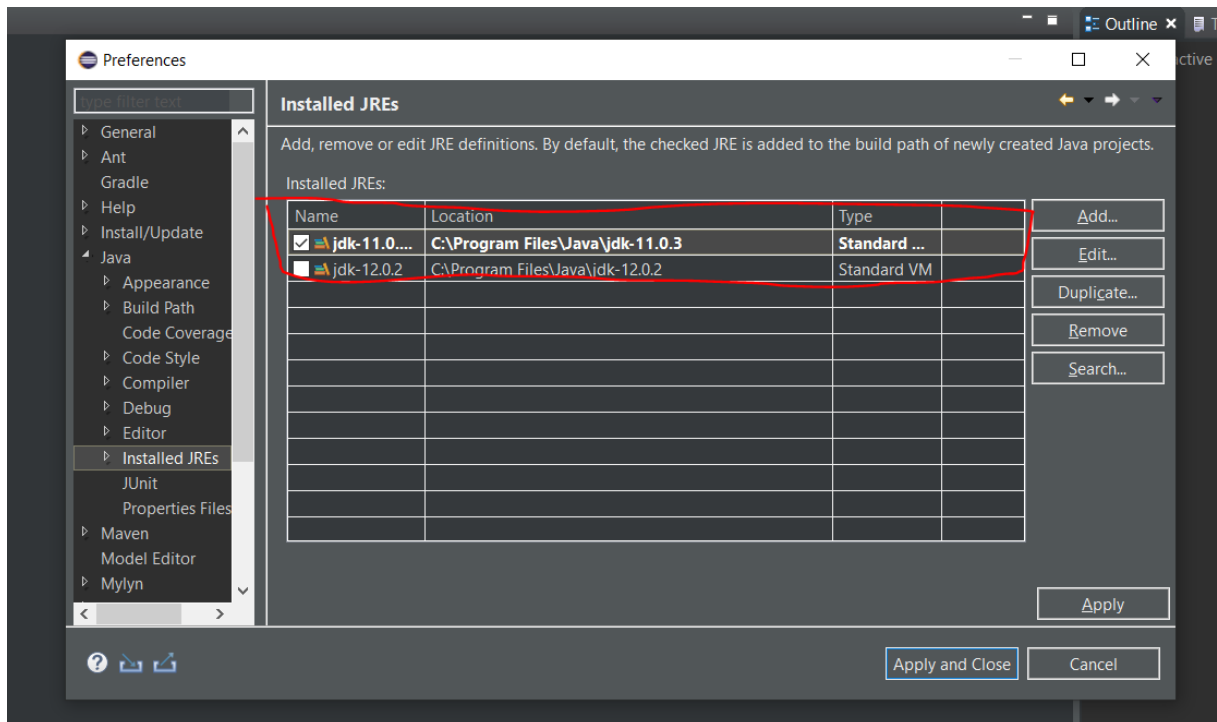 Outline × T
Preferences
ctive
type filter text
Installed JREs
General
Ant
Gradle
Help
Install/Update
Java
Appearance
Build Path
Code Coverage
Code Style
Compiler
Debug
Editor
Installed JREs
JUnit
Properties Files
Maven
Model Editor
Mylyn
Add, remove or edit JRE definitions. By default, the checked JRE is added to the build path of newly created Java projects.
Installed JREs:
Name Location Type
jdk-11.0.... C:\Program Files\Java\jdk-11.0.3 Standard ...
jdk-12.0.2 C:\Program Files\Java\jdk-12.0.2 Standard VM
Add...
Edit...
Duplicate...
Remove
Search...
Apply
? Apply and Close Cancel